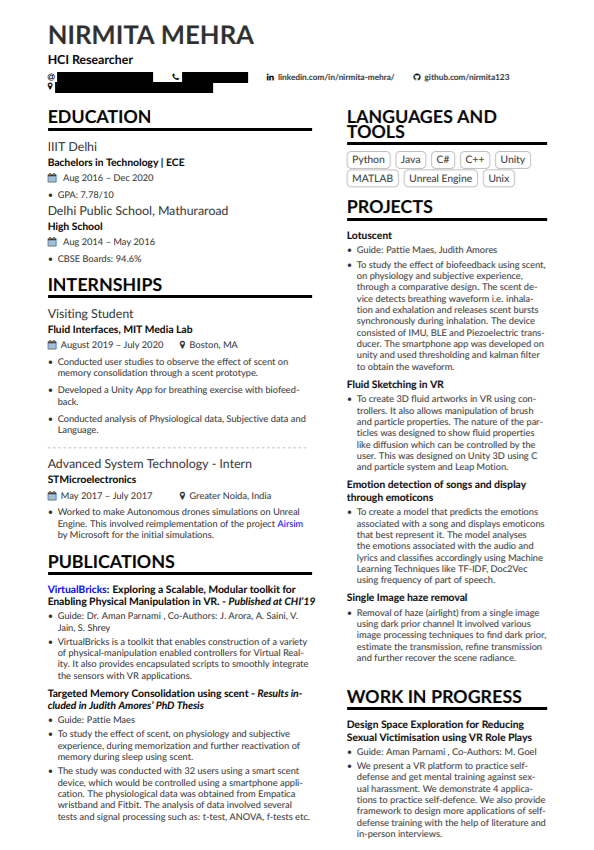 NIRMITA MEHRA
HCI Researcher
@
linkedin.com/in/nirmita-mehra/
github.com/nirmita123
EDUCATION
IIIT Delhi
Bachelors in Technology | ECE
Aug 2016 – Dec 2020
• GPA: 7.78/10
Delhi Public School, Mathuraroad
High School
Aug 2014 – May 2016
• CBSE Boards: 94.6%
INTERNSHIPS
Visiting Student
Fluid Interfaces, MIT Media Lab
August 2019 – July 2020 Boston, MA
• Conducted user studies to observe the effect of scent on
memory consolidation through a scent prototype.
• Developed a Unity App for breathing exercise with biofeed-
back.
• Conducted analysis of Physiological data, Subjective data and
Language.
Advanced System Technology - Intern
STMicroelectronics
May 2017 – July 2017 Greater Noida, India
• Worked to make Autonomous drones simulations on Unreal
Engine. This involved reimplementation of the project Airsim
by Microsoft for the initial simulations.
PUBLICATIONS
VirtualBricks: Exploring a Scalable, Modular toolkit for
Enabling Physical Manipulation in VR. - Published at CHI'19
• Guide: Dr. Aman Parnami , Co-Authors: J. Arora, A. Saini, V.
Jain, S. Shrey
• VirtualBricks is a toolkit that enables construction of a variety
of physical-manipulation enabled controllers for Virtual Real-
ity. It also provides encapsulated scripts to smoothly integrate
the sensors with VR applications.
Targeted Memory Consolidation using scent - Results in-
cluded in Judith Amores' PhD Thesis
• Guide: Pattie Maes
• To study the effect of scent, on physiology and subjective
experience, during memorization and further reactivation of
memory during sleep using scent.
• The study was conducted with 32 users using a smart scent
device, which would be controlled using a smartphone appli-
cation. The physiological data was obtained from Empatica
wristband and Fitbit. The analysis of data involved several
tests and signal processing such as: t-test, ANOVA, f-tests etc.
LANGUAGES AND
TOOLS
Python Java C# C++ Unity
MATLAB Unreal Engine Unix
PROJECTS
Lotuscent
• Guide: Pattie Maes, Judith Amores
• To study the effect of biofeedback using scent,
on physiology and subjective experience,
through a comparative design. The scent de-
vice detects breathing waveform i.e. inhala-
tion and exhalation and releases scent bursts
synchronously during inhalation. The device
consisted of IMU, BLE and Piezoelectric trans-
ducer. The smartphone app was developed on
unity and used thresholding and kalman filter
to obtain the waveform.
Fluid Sketching in VR
• To create 3D fluid artworks in VR using con-
trollers. It also allows manipulation of brush
and particle properties. The nature of the par-
ticles was designed to show fluid properties
like diffusion which can be controlled by the
user. This was designed on Unity 3D using C
and particle system and Leap Motion.
Emotion detection of songs and display
through emoticons
• To create a model that predicts the emotions
associated with a song and displays emoticons
that best represent it. The model analyses
the emotions associated with the audio and
lyrics and classifies accordingly using Machine
Learning Techniques like TF-IDF, Doc2Vec
using frequency of part of speech.
Single Image haze removal
• Removal of haze (airlight) from a single image
using dark prior channel It involved various
image processing techniques to find dark prior,
estimate the transmission, refine transmission
and further recover the scene radiance.
WORK IN PROGRESS
Design Space Exploration for Reducing
Sexual Victimisation using VR Role Plays
• Guide: Aman Parnami , Co-Authors: M. Goel
• We present a VR platform to practice self-
defense and get mental training against sex-
ual harassment. We demonstrate 4 applica-
tions to practice self-defense. We also provide
framework to design more applications of self-
defense training with the help of literature and
in-person interviews.